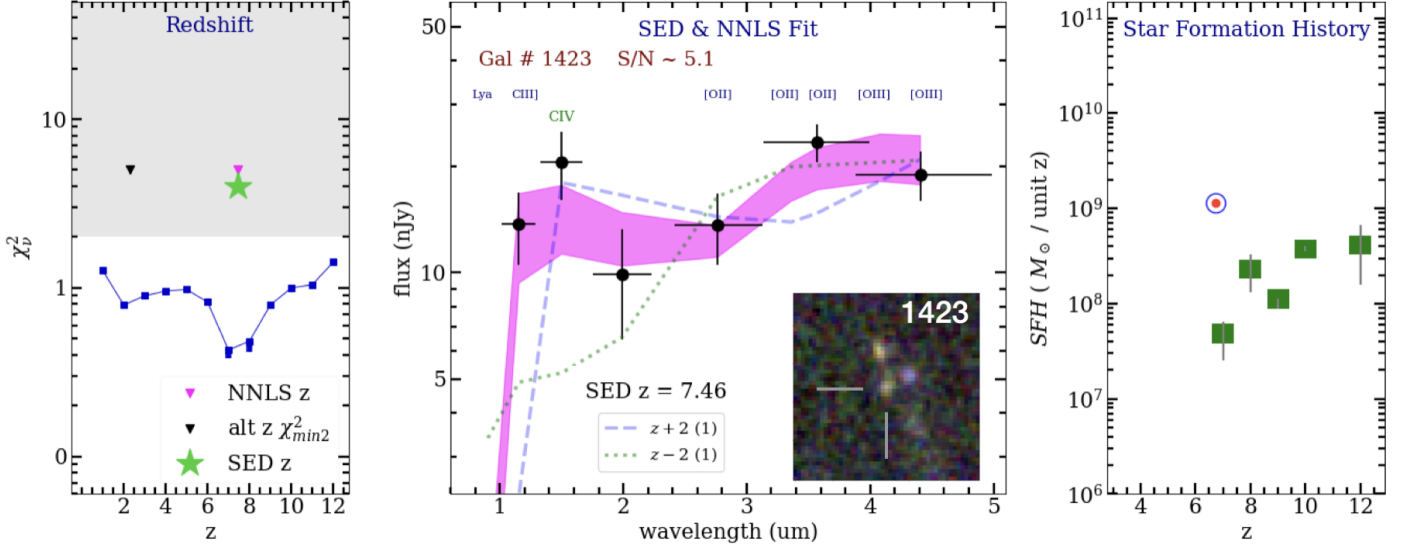 Redshift
10
1
0
χ²ᵥ
NNLS z
alt z χ²ₘᵢₙ₂
SED z
2 4 6 8 10 12
z
SED & NNLS Fit
Gal # 1423 S/N ~ 5.1
Lya CIII] [OII] [OII] [OII] [OIII] [OIII]
CIV
50
10
5
flux (nJy)
1423
SED z = 7.46
z + 2 (1)
z − 2 (1)
1 2 3 4 5
wavelength (um)
Star Formation History
10¹¹
10¹⁰
10⁹
10⁸
10⁷
10⁶
SFH ( M⊙ / unit z)
4 6 8 10 12
z